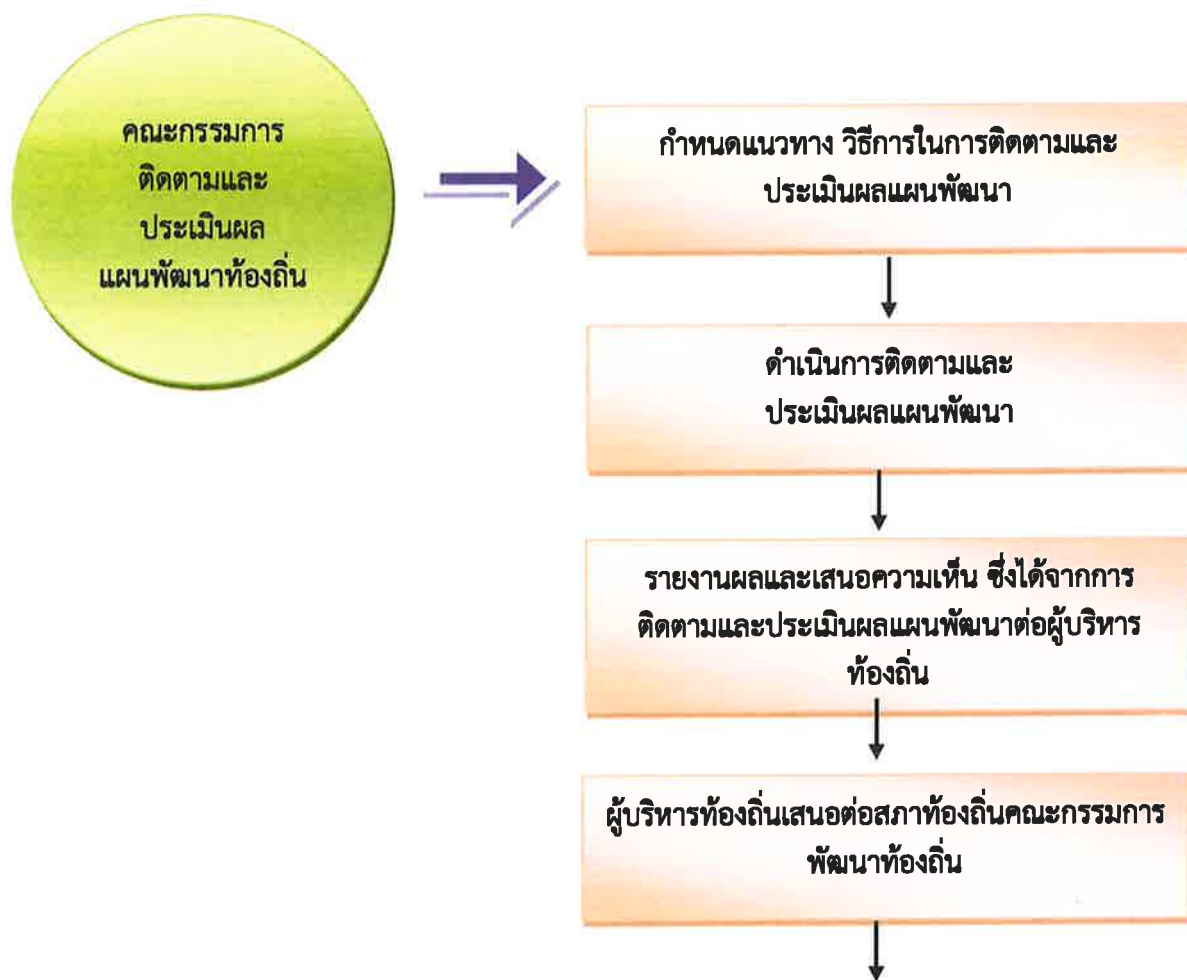 คณะกรรมการ
ติดตามและ
ประเมินผล
แผนพัฒนาท้องถิ่น
กำหนดแนวทาง วิธีการในการติดตามและ
ประเมินผลแผนพัฒนา
ดำเนินการติดตามและ
ประเมินผลแผนพัฒนา
รายงานผลและเสนอความเห็น ซึ่งได้จากการ
ติดตามและประเมินผลแผนพัฒนาต่อผู้บริหาร
ท้องถิ่น
ผู้บริหารท้องถิ่นเสนอต่อสภาท้องถิ่นคณะกรรมการ
พัฒนาท้องถิ่น